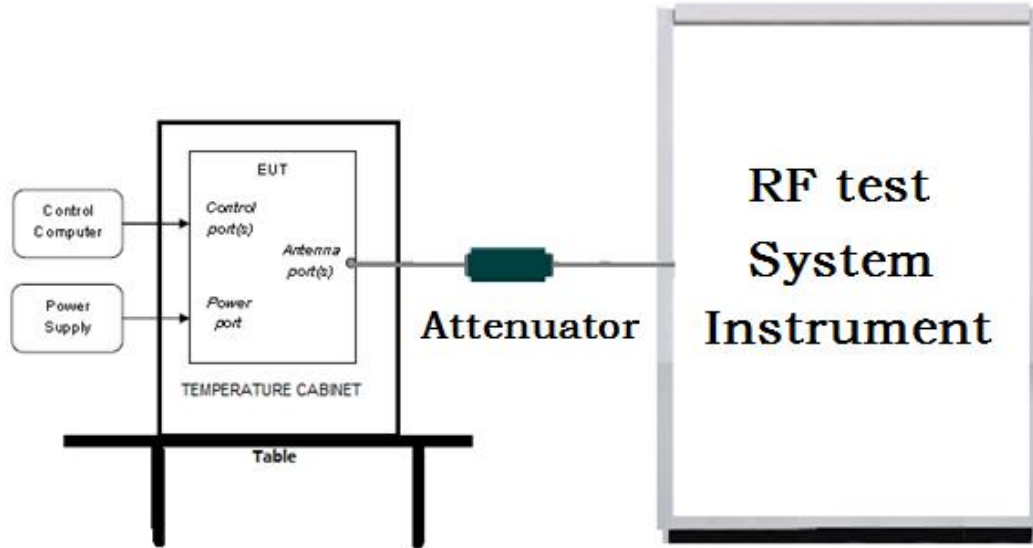 Control
Computer
Power
Supply
EUT
Control
port(s)
Antenna
port(s)
Power
port
TEMPERATURE CABINET
Table
Attenuator
RF test
System
Instrument